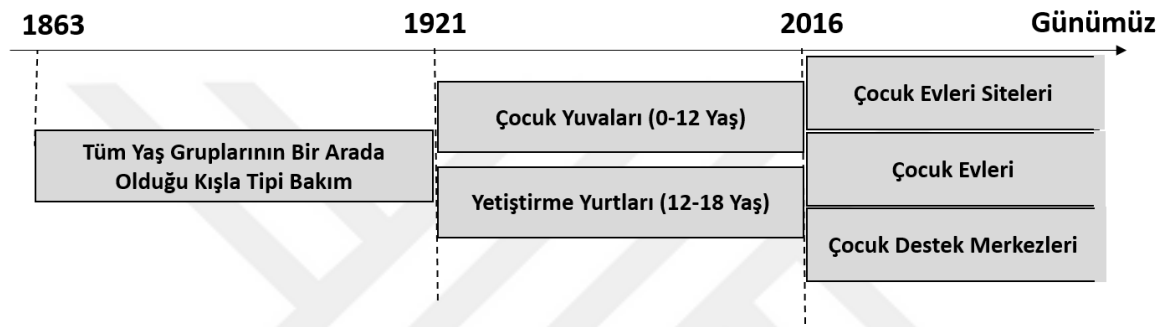 1863
1921
2016
Günümüz
Tüm Yaş Gruplarının Bir Arada
Olduğu Kışla Tipi Bakım
Çocuk Yuvaları (0-12 Yaş)
Yetiştirme Yurtları (12-18 Yaş)
Çocuk Evleri Siteleri
Çocuk Evleri
Çocuk Destek Merkezleri